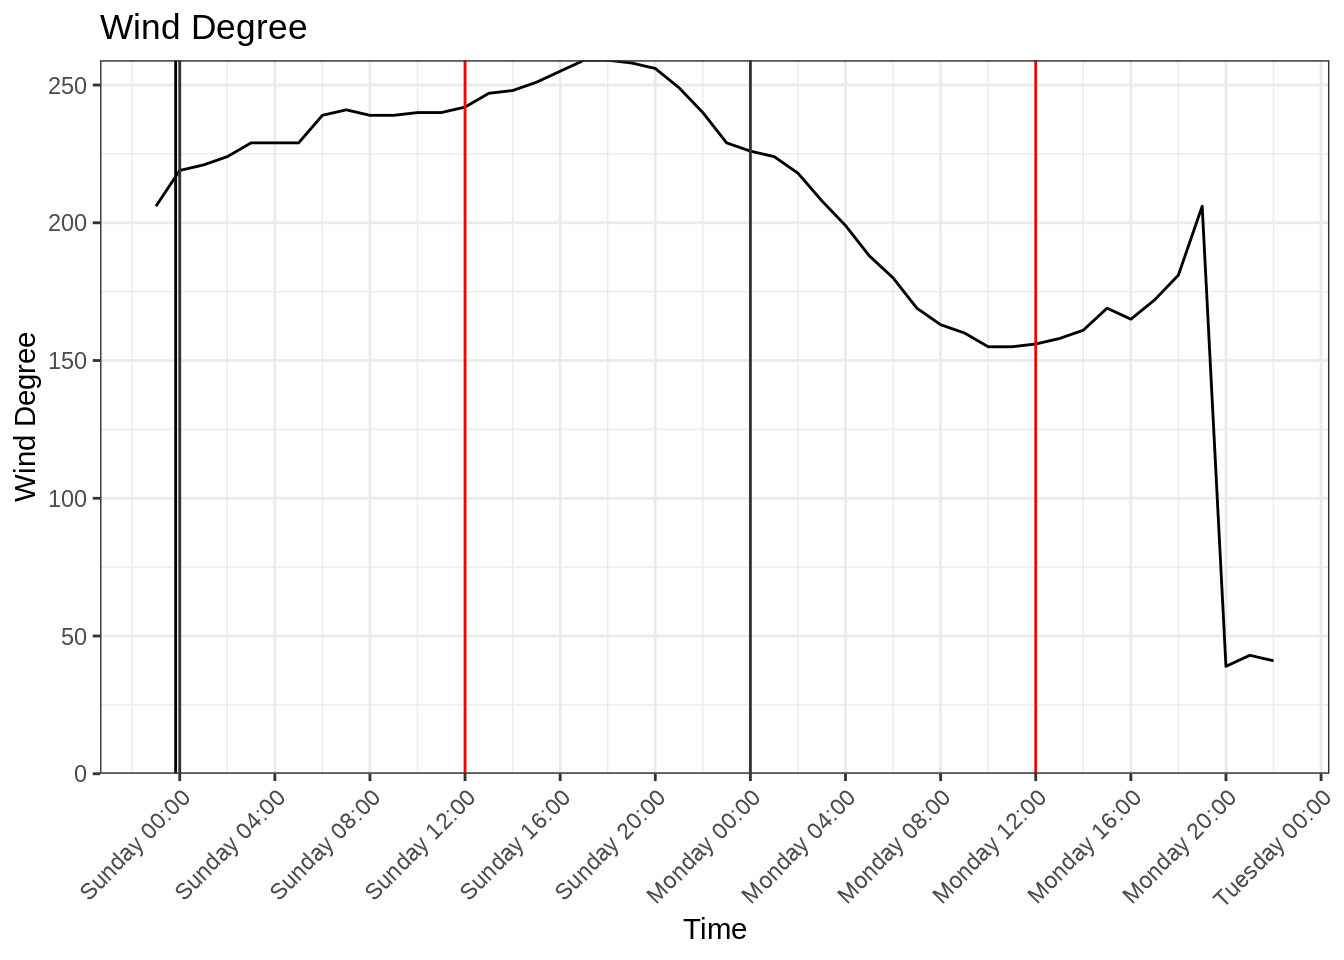 Wind Degree
Wind Degree
250
200
150
100
50
0
Sunday 00:00
Sunday 04:00
Sunday 08:00
Sunday 12:00
Sunday 16:00
Sunday 20:00
Monday 00:00
Monday 04:00
Monday 08:00
Monday 12:00
Monday 16:00
Monday 20:00
Tuesday 00:00
Time